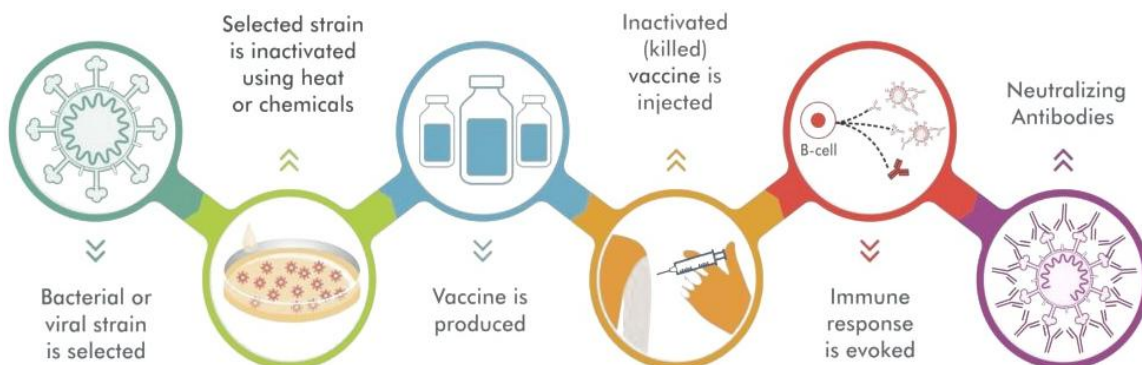 Bacterial or
viral strain
is selected
Selected strain
is inactivated
using heat
or chemicals
Vaccine is
produced
Inactivated
(killed)
vaccine is
injected
B-cell
Immune
response
is evoked
Neutralizing
Antibodies